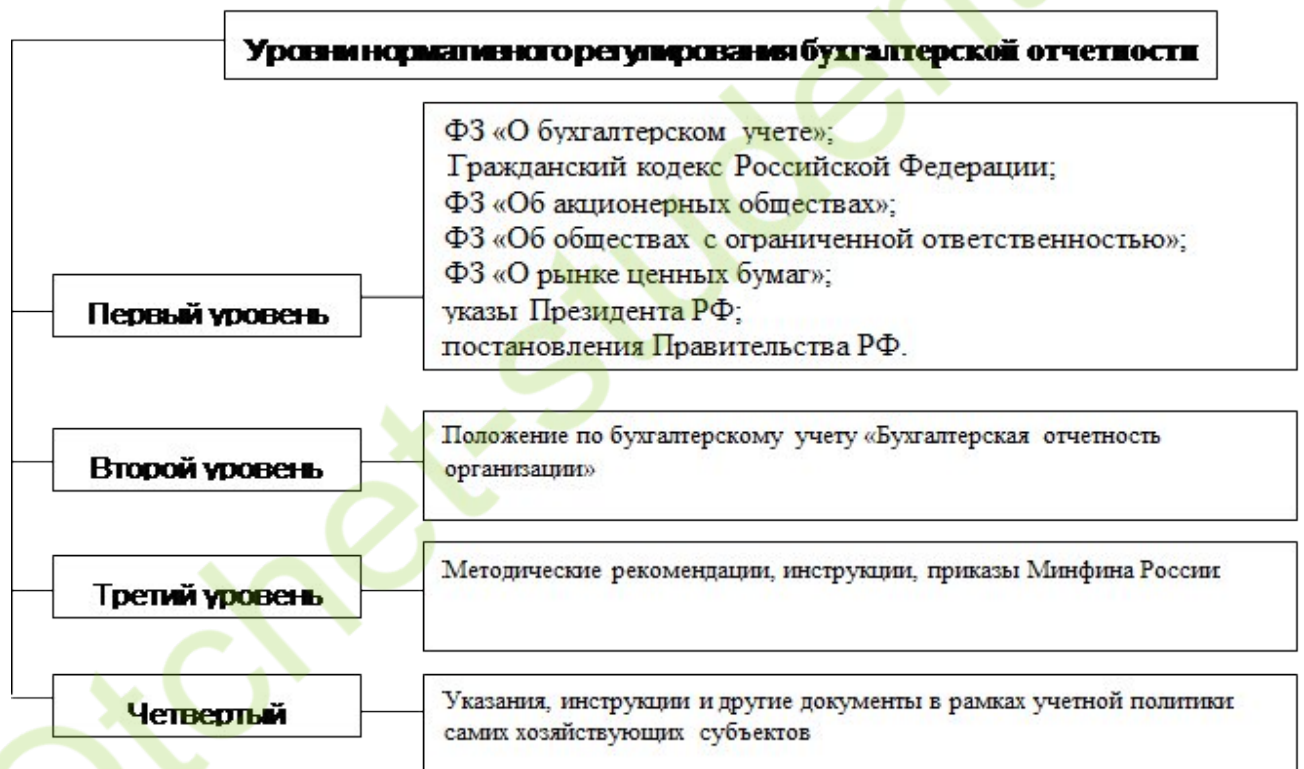 Уровни нормативного регулирования бухгалтерской отчетности
ФЗ «О бухгалтерском учете»;
Гражданский кодекс Российской Федерации;
ФЗ «Об акционерных обществах»;
ФЗ «Об обществах с ограниченной ответственностью»;
ФЗ «О рынке ценных бумаг»;
указы Президента РФ;
постановления Правительства РФ.
Первый уровень
Положение по бухгалтерскому учету «Бухгалтерская отчетность
организации»
Второй уровень
Методические рекомендации, инструкции, приказы Минфина России
Третий уровень
Указания, инструкции и другие документы в рамках учетной политики
самих хозяйствующих субъектов
Четвертый
Otchet-student